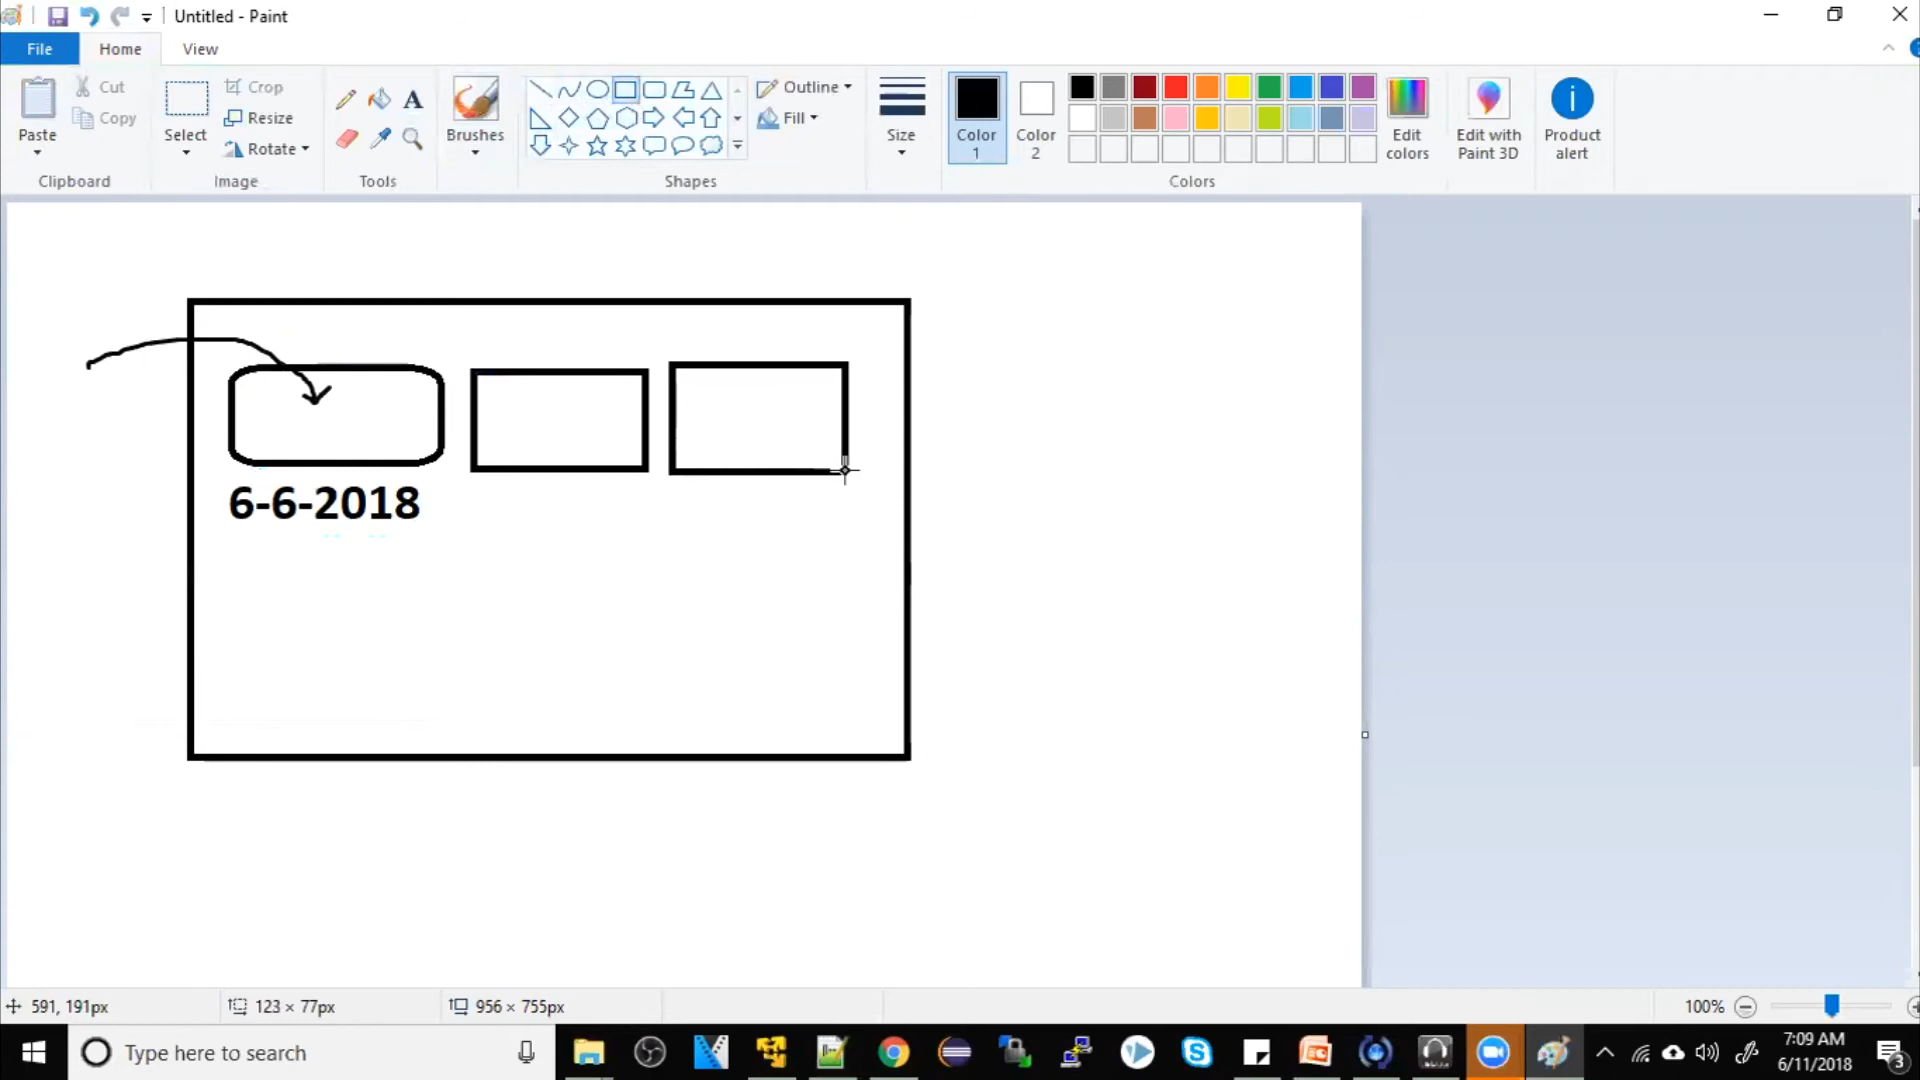 Untitled - Paint
File Home View
Cut
Copy
Paste
Clipboard
Crop
Resize
Rotate
Select
Image
Tools
Brushes
Outline
Fill
Shapes
Size
Color 1
Color 2
Edit colors
Edit with Paint 3D
Product alert
Colors
6-6-2018
591, 191px
123 × 77px
956 × 755px
100%
Type here to search
7:09 AM
6/11/2018
3